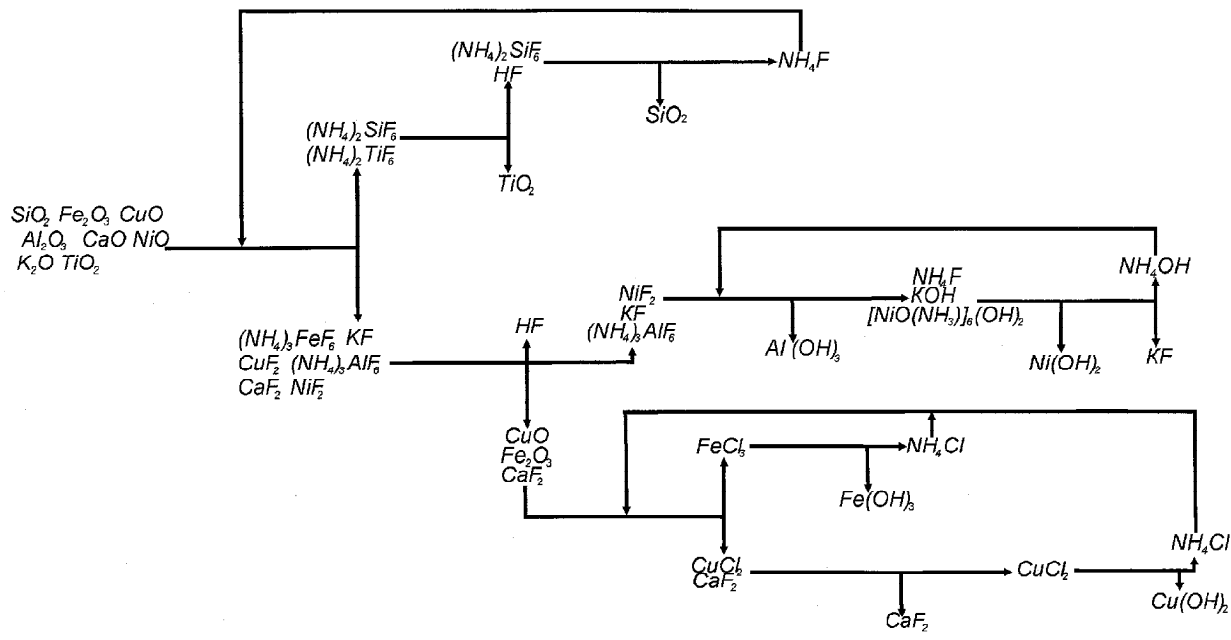 (NH₄)₂SiF₆
HF
NH₄F
SiO₂
(NH₄)₂SiF₆
(NH₄)₂TiF₆
TiO₂
SiO₂ Fe₂O₃ CuO
Al₂O₃ CaO NiO
K₂O TiO₂
(NH₄)₃FeF₆ KF
CuF₂ (NH₄)₃AlF₆
CaF₂ NiF₂
HF
NiF₂
KF
(NH₄)₃AlF₆
Al(OH)₃
NH₄F
KOH
[NiO(NH₃)]₆(OH)₂
NH₄OH
Ni(OH)₂
KF
CuO
Fe₂O₃
CaF₂
FeCl₃
NH₄Cl
Fe(OH)₃
CuCl₂
CaF₂
CaF₂
CuCl₂
NH₄Cl
Cu(OH)₂